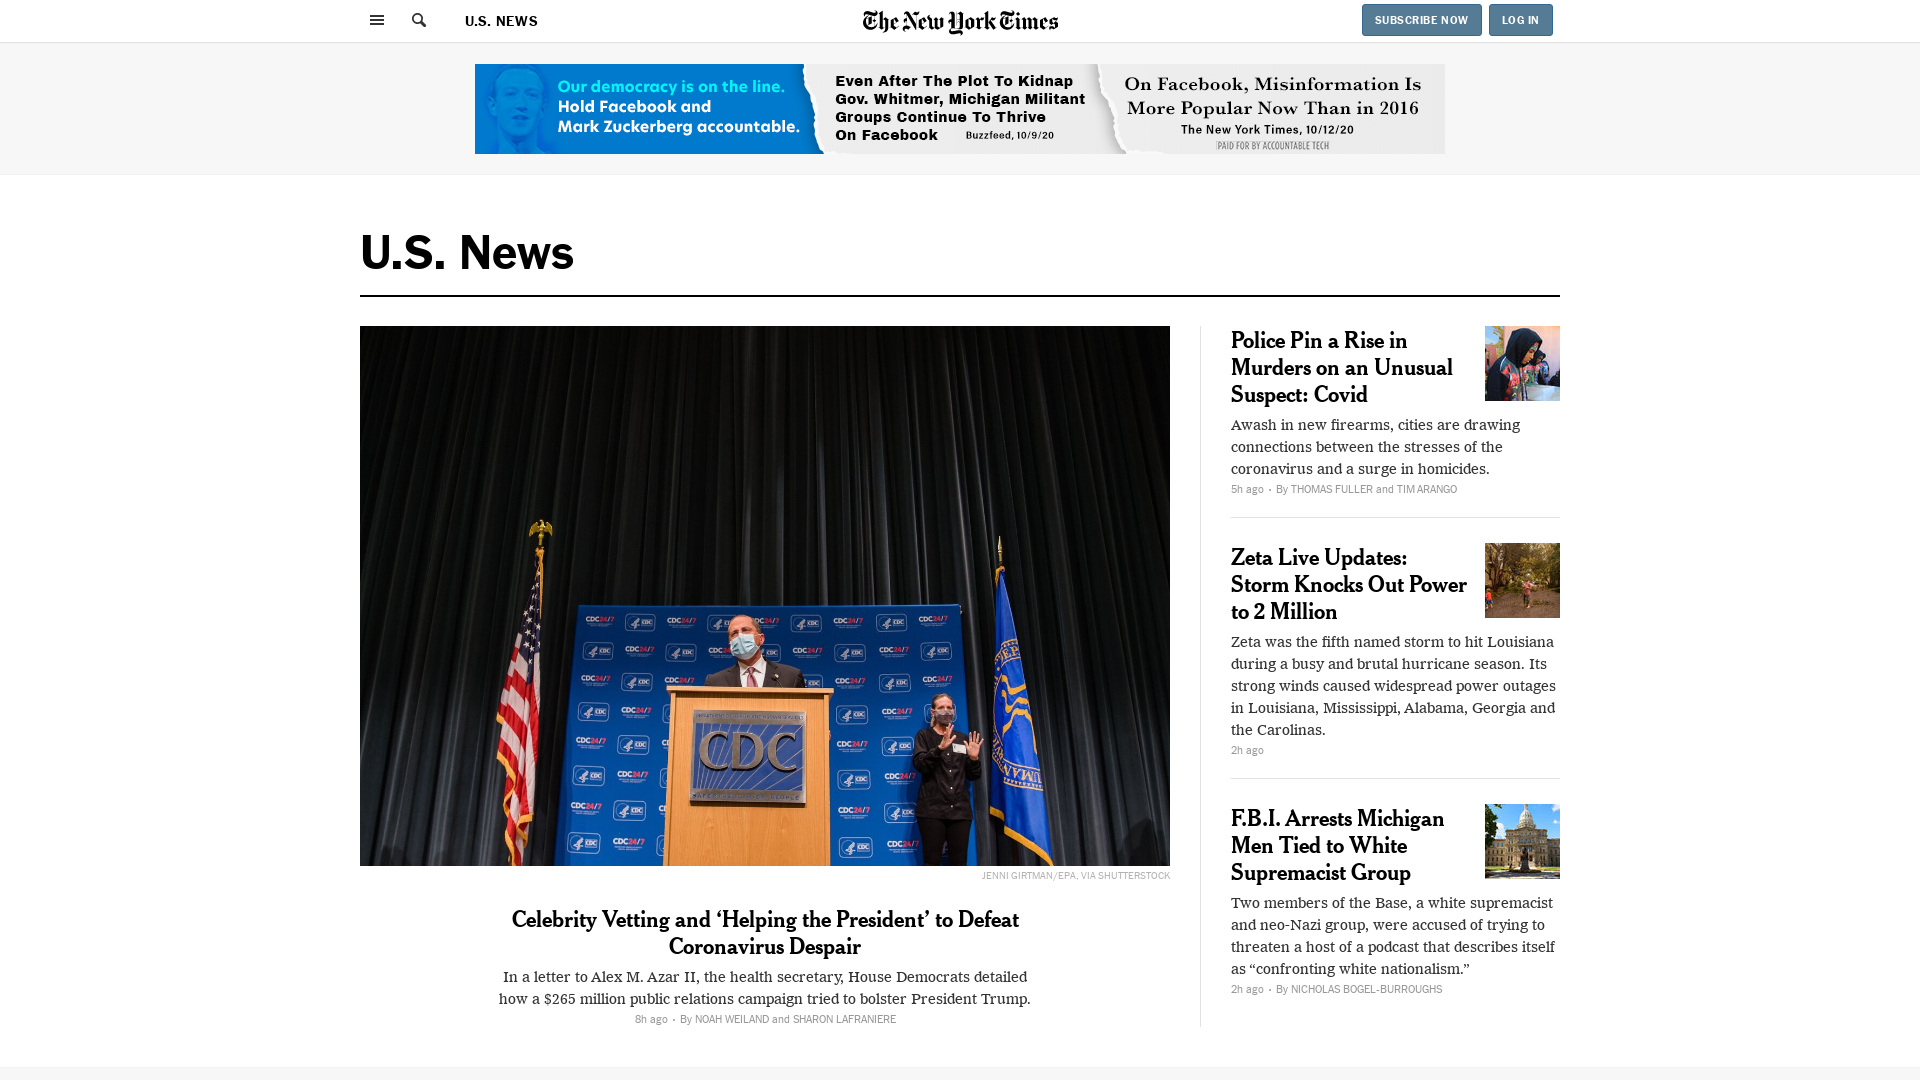 U.S. NEWS
The New York Times
SUBSCRIBE NOW
LOG IN
Our democracy is on the line.
Hold Facebook and
Mark Zuckerberg accountable.
Even After The Plot To Kidnap
Gov. Whitmer, Michigan Militant
Groups Continue To Thrive
On Facebook Buzzfeed, 10/9/20
On Facebook, Misinformation Is
More Popular Now Than in 2016
The New York Times, 10/12/20
PAID FOR BY ACCOUNTABLE TECH
U.S. News
CDC
CDC24/7
JENNI GIRTMAN/EPA, VIA SHUTTERSTOCK
Celebrity Vetting and ‘Helping the President’ to Defeat
Coronavirus Despair
In a letter to Alex M. Azar II, the health secretary, House Democrats detailed
how a $265 million public relations campaign tried to bolster President Trump.
8h ago • By NOAH WEILAND and SHARON LAFRANIERE
Police Pin a Rise in
Murders on an Unusual
Suspect: Covid
Awash in new firearms, cities are drawing
connections between the stresses of the
coronavirus and a surge in homicides.
5h ago • By THOMAS FULLER and TIM ARANGO
Zeta Live Updates:
Storm Knocks Out Power
to 2 Million
Zeta was the fifth named storm to hit Louisiana
during a busy and brutal hurricane season. Its
strong winds caused widespread power outages
in Louisiana, Mississippi, Alabama, Georgia and
the Carolinas.
2h ago
F.B.I. Arrests Michigan
Men Tied to White
Supremacist Group
Two members of the Base, a white supremacist
and neo-Nazi group, were accused of trying to
threaten a host of a podcast that describes itself
as “confronting white nationalism.”
2h ago • By NICHOLAS BOGEL-BURROUGHS